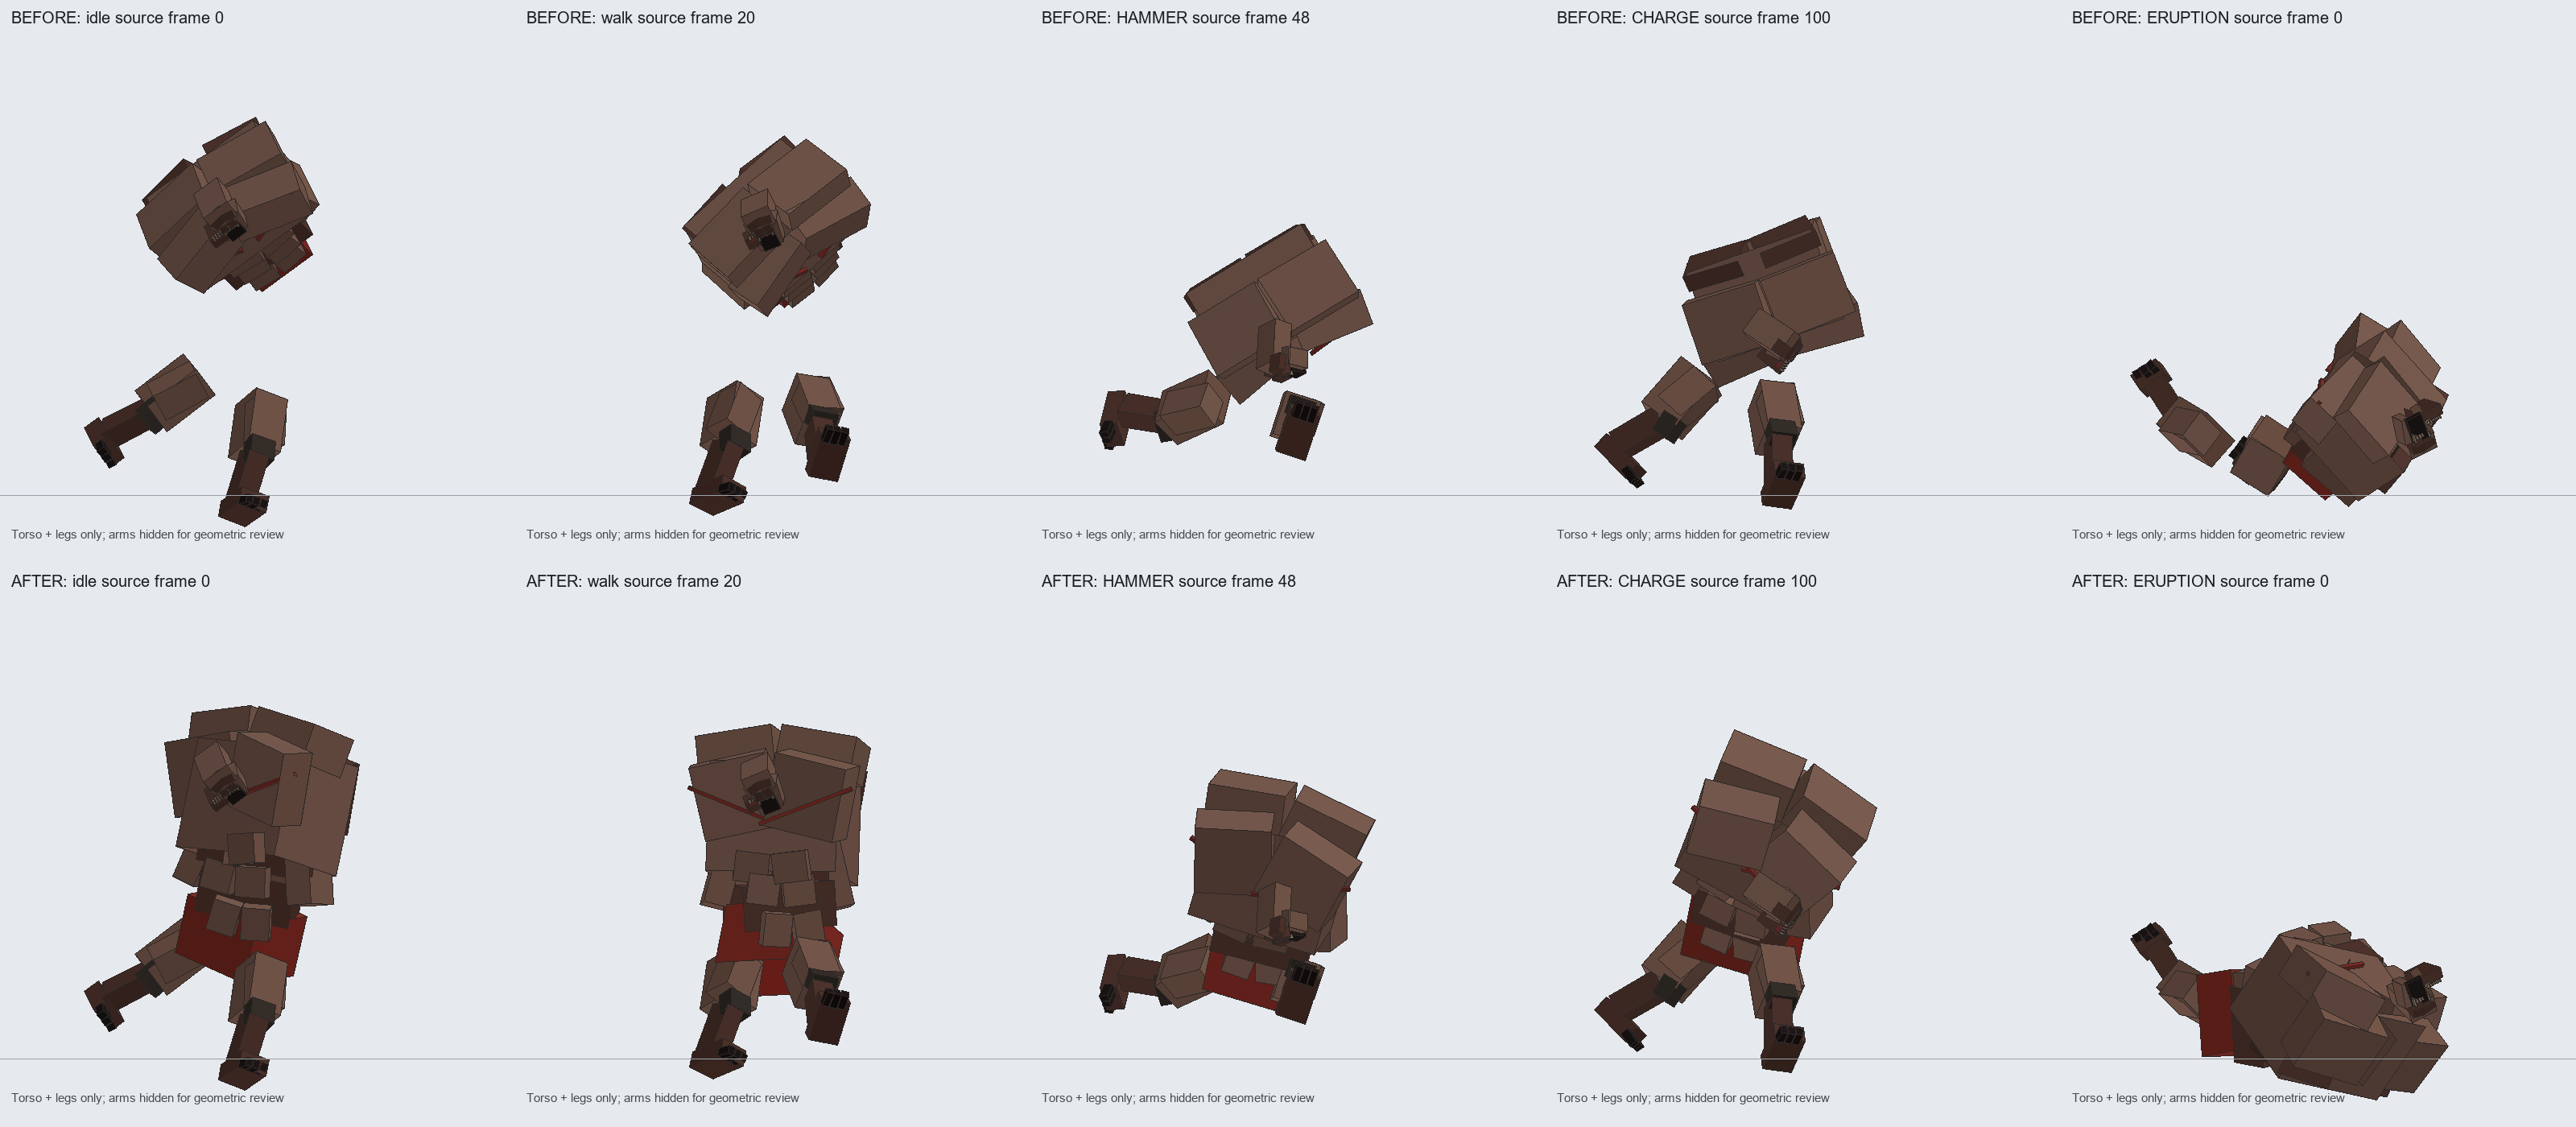 BEFORE: idle source frame 0
BEFORE: walk source frame 20
BEFORE: HAMMER source frame 48
BEFORE: CHARGE source frame 100
BEFORE: ERUPTION source frame 0
Torso + legs only; arms hidden for geometric review
Torso + legs only; arms hidden for geometric review
Torso + legs only; arms hidden for geometric review
Torso + legs only; arms hidden for geometric review
Torso + legs only; arms hidden for geometric review
AFTER: idle source frame 0
AFTER: walk source frame 20
AFTER: HAMMER source frame 48
AFTER: CHARGE source frame 100
AFTER: ERUPTION source frame 0
Torso + legs only; arms hidden for geometric review
Torso + legs only; arms hidden for geometric review
Torso + legs only; arms hidden for geometric review
Torso + legs only; arms hidden for geometric review
Torso + legs only; arms hidden for geometric review